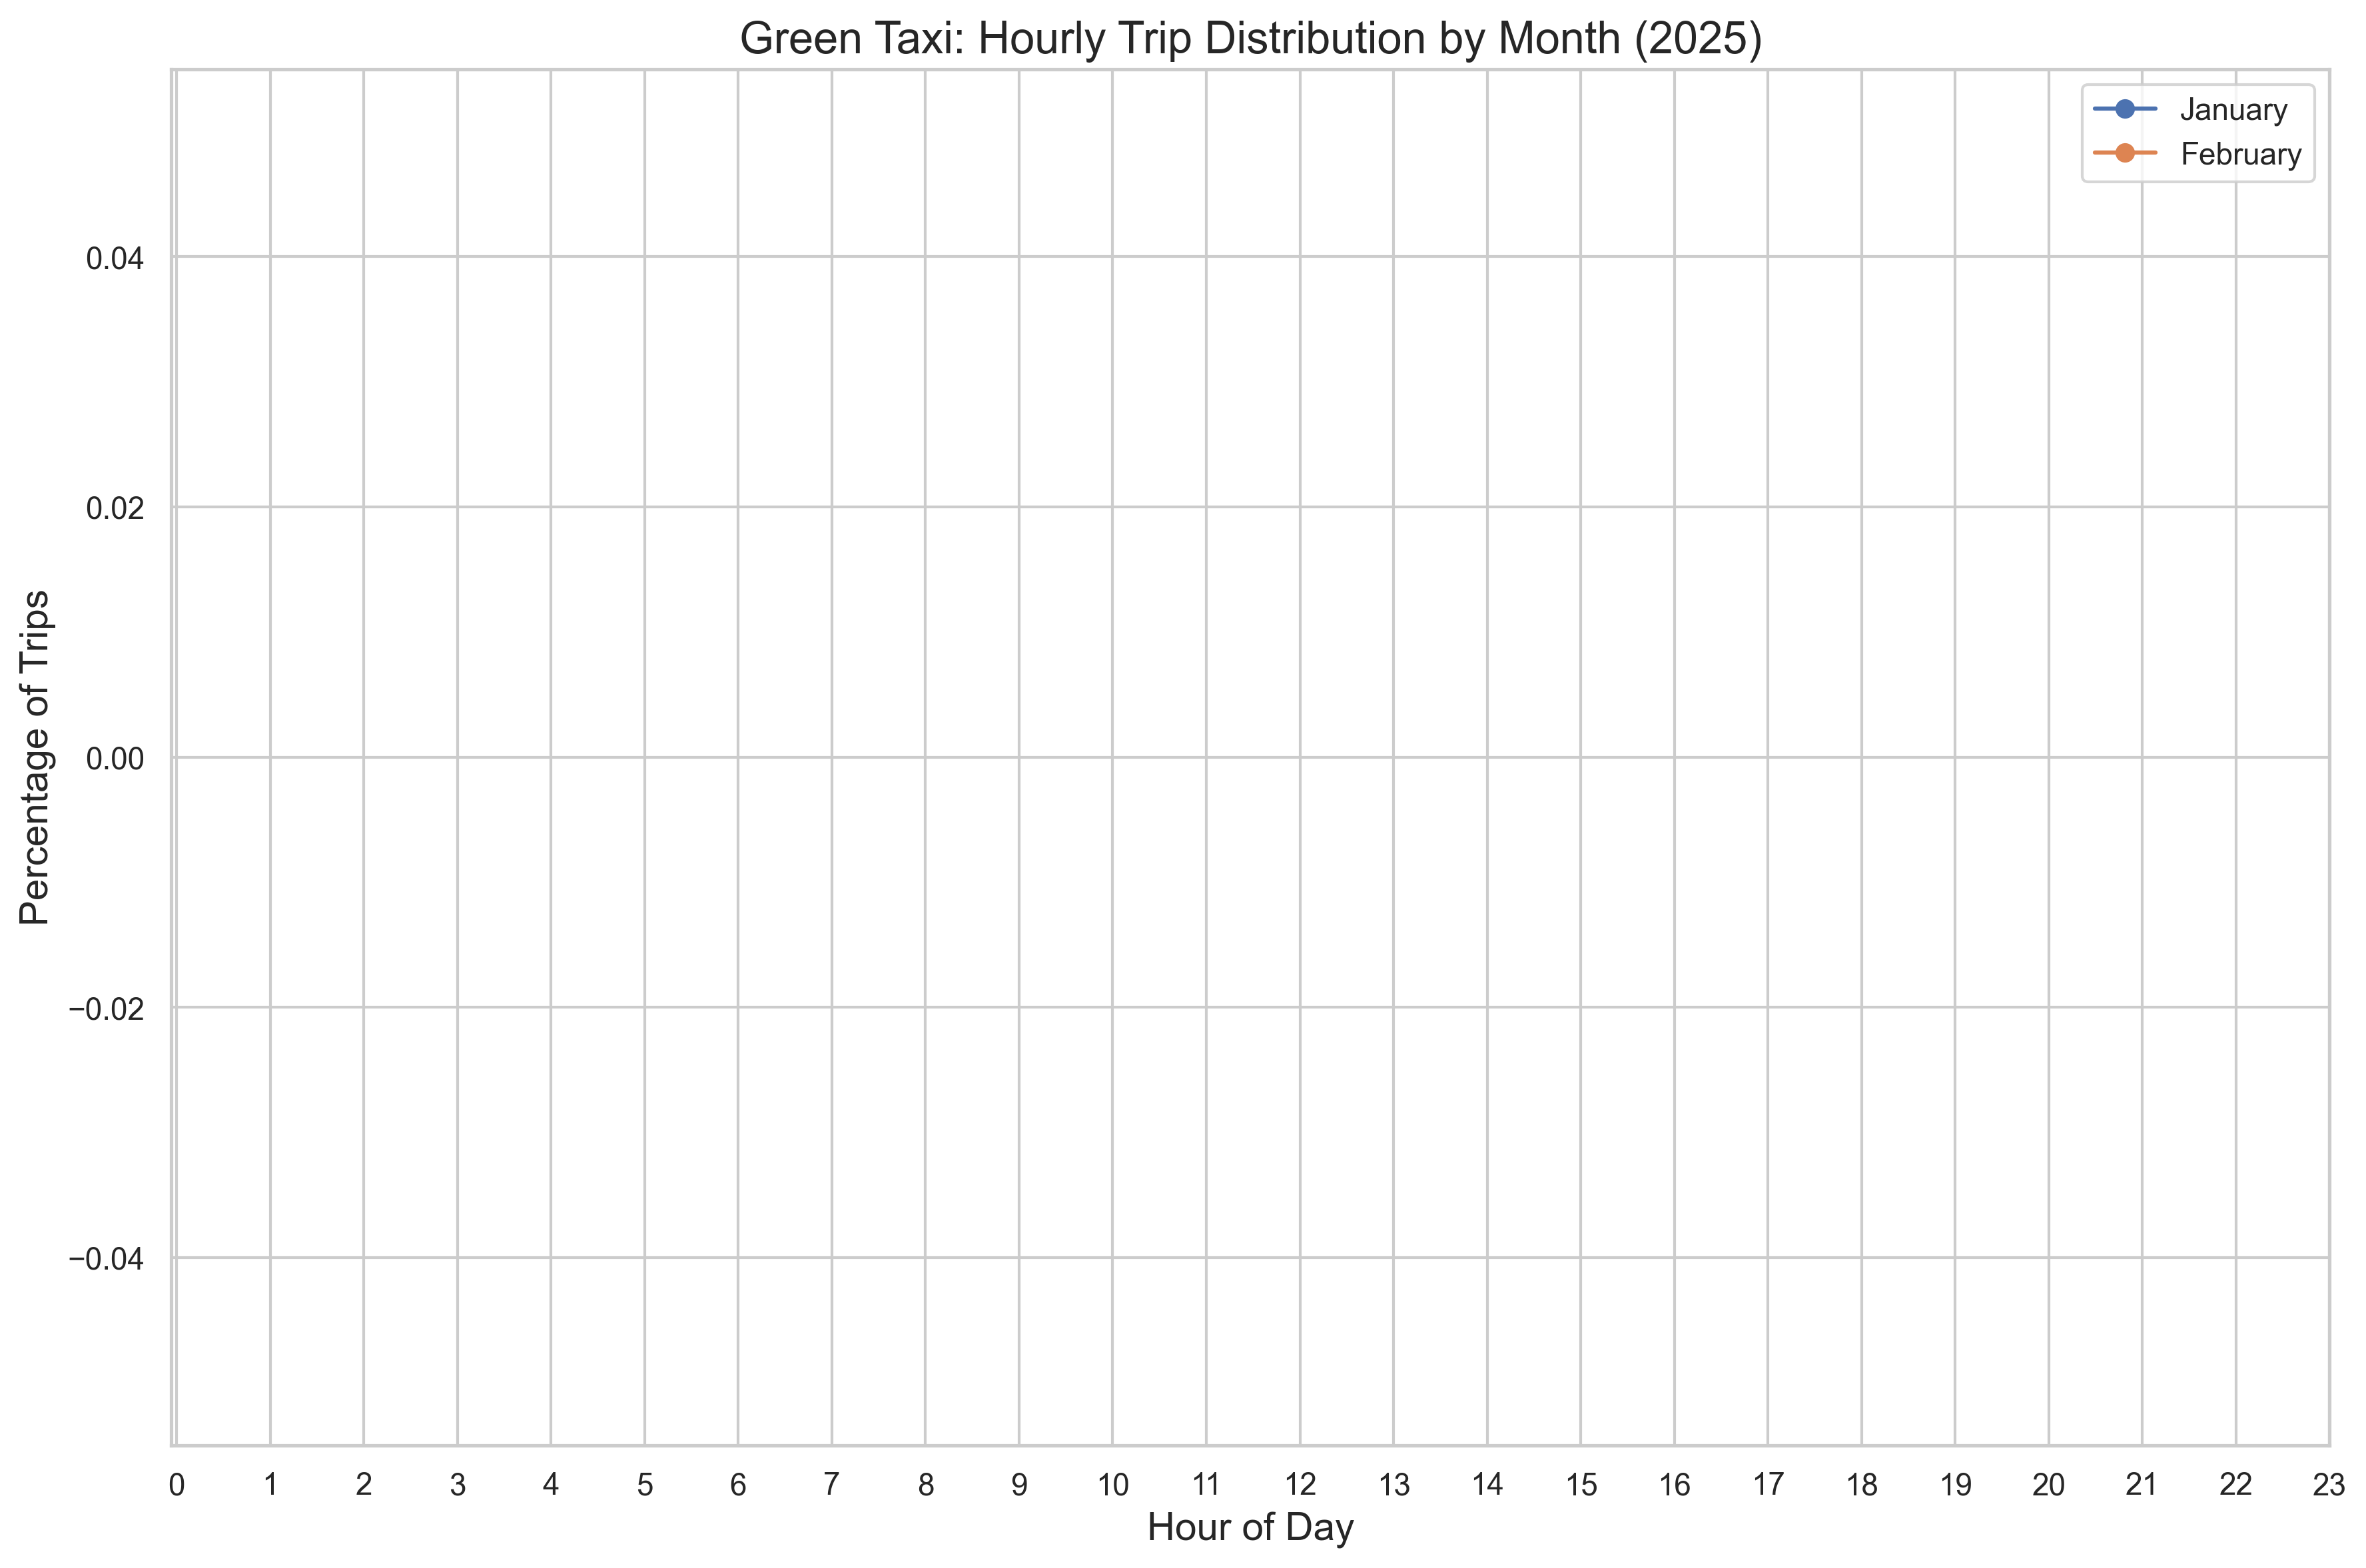 Green Taxi: Hourly Trip Distribution by Month (2025)
January
February
0.04
0.02
0.00
−0.02
−0.04
Percentage of Trips
0 1 2 3 4 5 6 7 8 9 10 11 12 13 14 15 16 17 18 19 20 21 22 23
Hour of Day